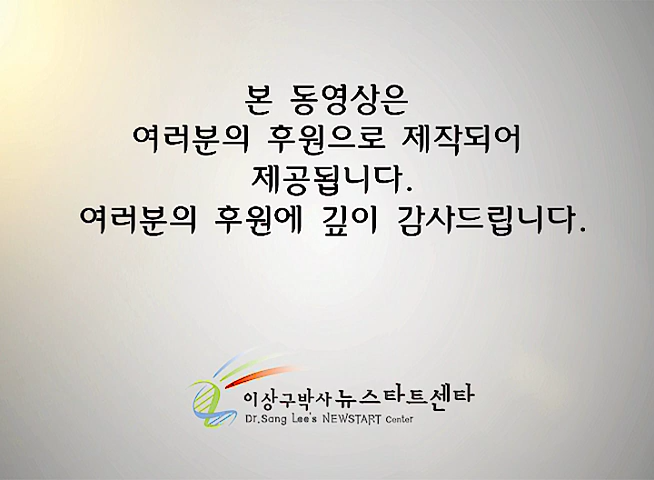 본 동영상은
여러분의 후원으로 제작되어
제공됩니다.
여러분의 후원에 깊이 감사드립니다.
이상구박사 뉴스타트센타
Dr.Sang Lee's NEWSTART Center